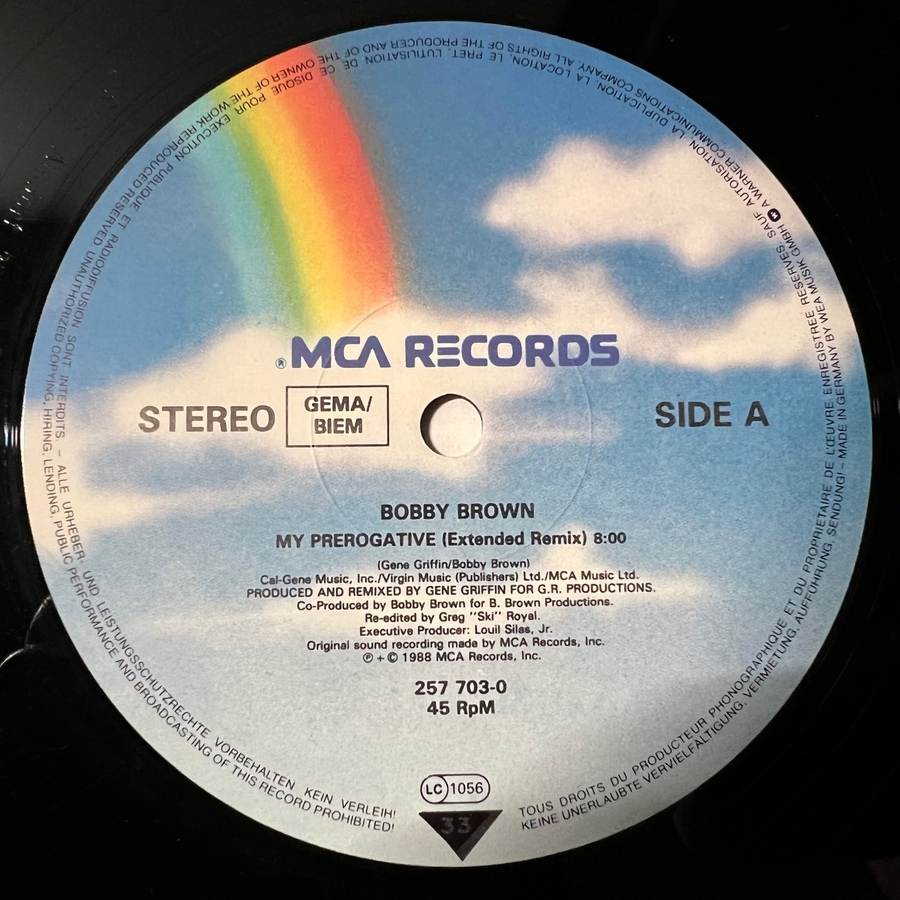 ® MCA RECORDS
STEREO
GEMA/
BIEM
SIDE A
BOBBY BROWN
MY PREROGATIVE (Extended Remix) 8:00
(Gene Griffin/Bobby Brown)
Cal-Gene Music, Inc./Virgin Music (Publishers) Ltd./MCA Music Ltd.
PRODUCED AND REMIXED BY GENE GRIFFIN FOR G.R. PRODUCTIONS.
Co-Produced by Bobby Brown for B. Brown Productions.
Re-edited by Greg "Ski" Royal.
Executive Producer: Louil Silas, Jr.
Original sound recording made by MCA Records, Inc.
℗ + © 1988 MCA Records, Inc.
257 703-0
45 RpM
LC 1056
33
TOUS DROITS DU PRODUCTEUR PHONOGRAPHIQUE ET DU PROPRIETAIRE DE L'ŒUVRE ENREGISTREE RESERVES. SAUF AUTORISATION, LA DUPLICATION, LA LOCATION, LE PRET, L'UTILISATION DE CE DISQUE POUR EXECUTION PUBLIQUE ET RADIODIFFUSION SONT INTERDITS – ALLE URHEBER- UND LEISTUNGSSCHUTZRECHTE VORBEHALTEN KEIN VERLEIH!
KEINE UNERLAUBTE VERVIELFÄLTIGUNG, VERMIETUNG, AUFFÜHRUNG, SENDUNG! – MADE IN GERMANY BY WEA MUSIK GMBH A WARNER COMMUNICATIONS COMPANY. ALL RIGHTS OF THE PRODUCER AND OF THE OWNER OF THE WORK REPRODUCED RESERVED UNAUTHORIZED COPYING, HIRING, LENDING, PUBLIC PERFORMANCE AND BROADCASTING OF THIS RECORD PROHIBITED!